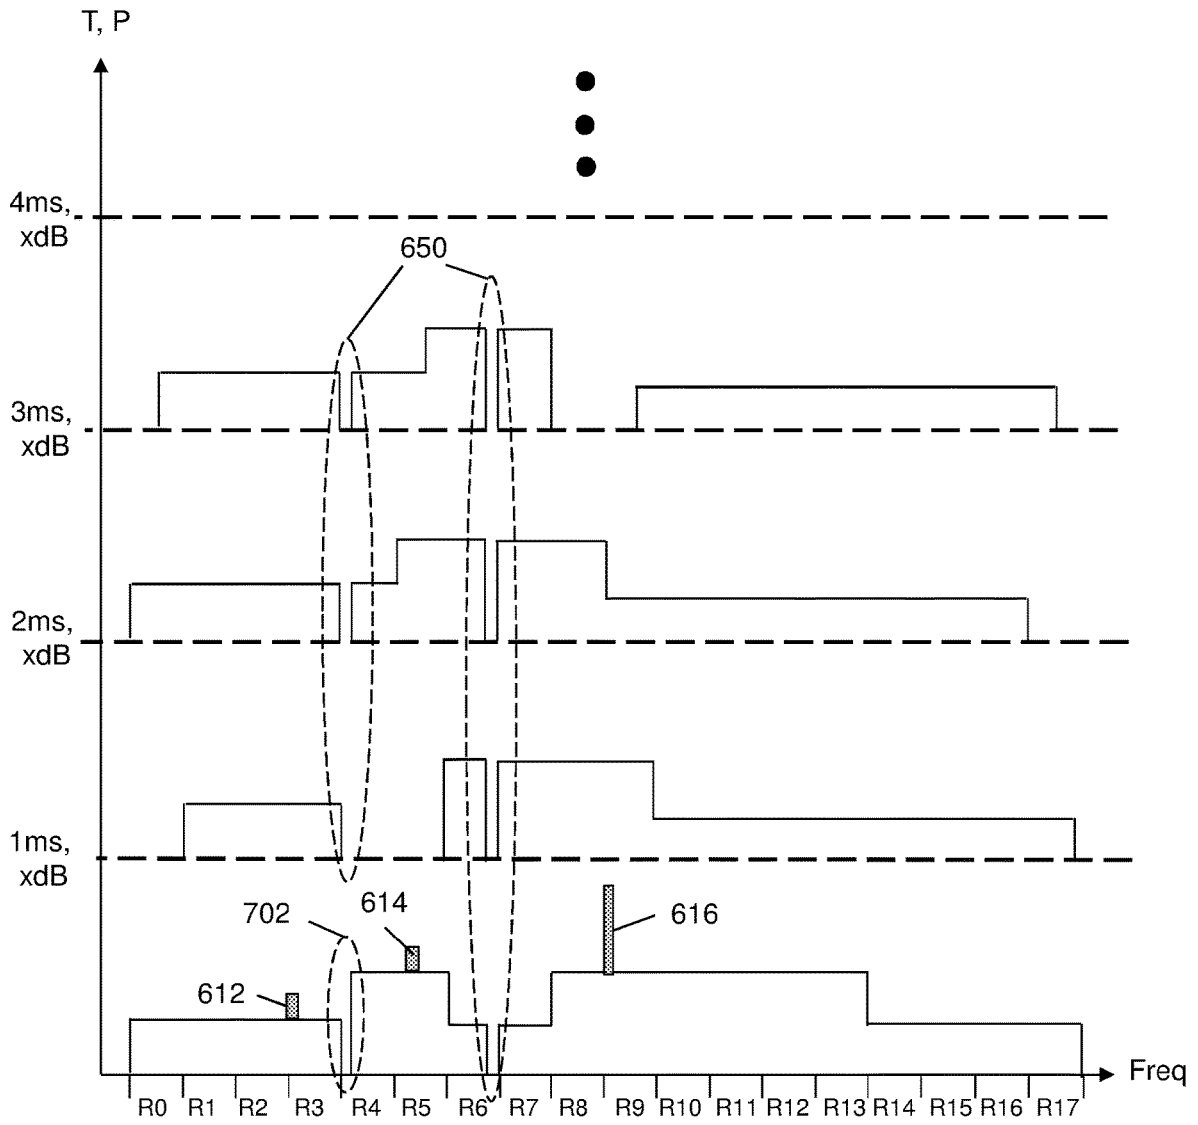 T, P
4ms,
xdB
650
3ms,
xdB
2ms,
xdB
1ms,
xdB
702
614
616
612
Freq
R0 R1 R2 R3 R4 R5 R6 R7 R8 R9 R10 R11 R12 R13 R14 R15 R16 R17